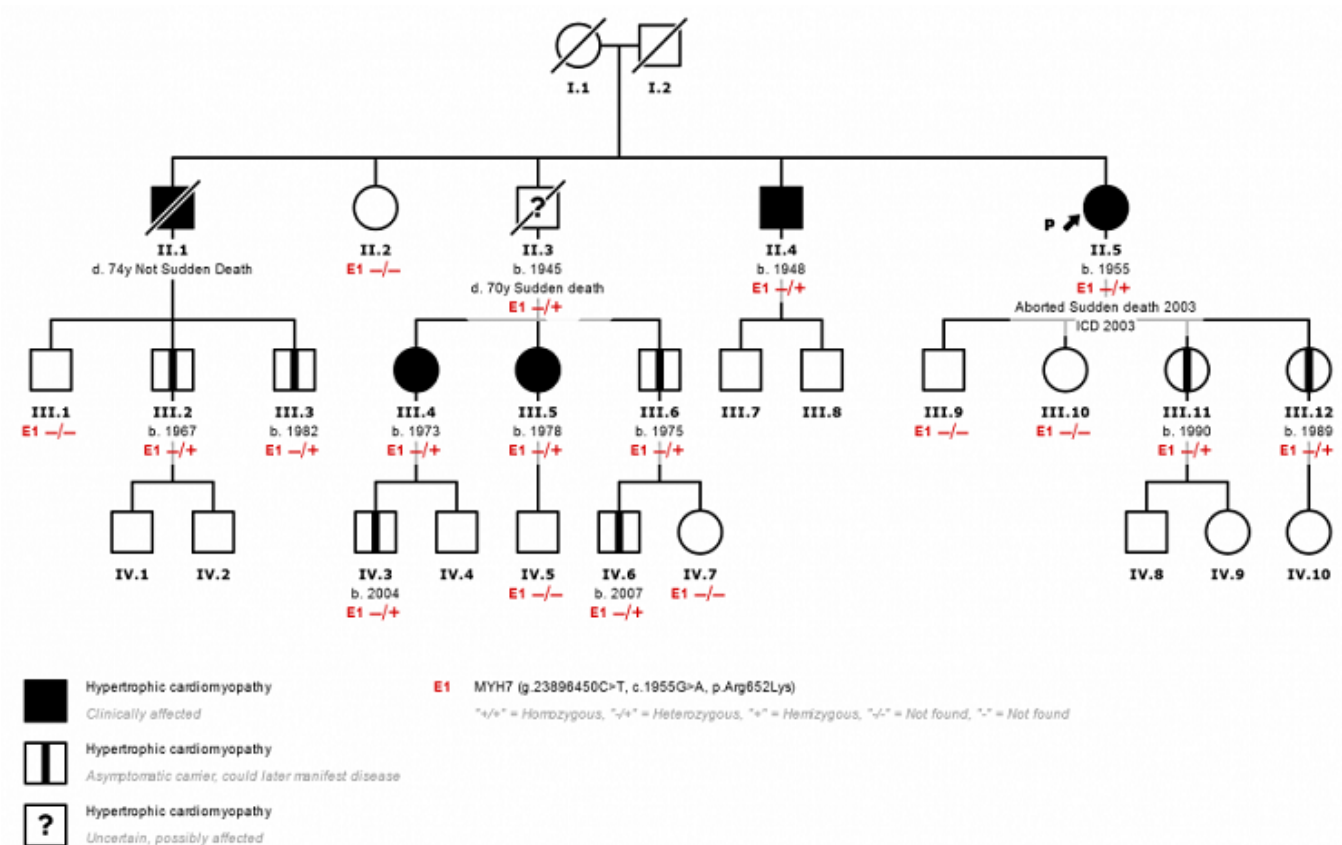 I.1 I.2
P
II.1 II.2 II.3 II.4 II.5
d. 74y Not Sudden Death E1 –/– b. 1945 b. 1948 b. 1955
d. 70y Sudden death E1 –/+ E1 –/+
E1 –/+ Aborted Sudden death 2003
ICD 2003
?
III.1 III.2 III.3 III.4 III.5 III.6 III.7 III.8 III.9 III.10 III.11 III.12
E1 –/– b. 1967 b. 1982 b. 1973 b. 1978 b. 1975 E1 –/– E1 –/– b. 1990 b. 1989
E1 –/+ E1 –/+ E1 –/+ E1 –/+ E1 –/+ E1 –/+ E1 –/+
IV.1 IV.2 IV.3 IV.4 IV.5 IV.6 IV.7 IV.8 IV.9 IV.10
b. 2004 E1 –/– b. 2007 E1 –/–
E1 –/+ E1 –/+
Hypertrophic cardiomyopathy
Clinically affected
E1 MYH7 (g.23896450C>T, c.1955G>A, p.Arg652Lys)
"+/+" = Homozygous, "-/+" = Heterozygous, "+" = Hemizygous, "-/-" = Not found, "-" = Not found
Hypertrophic cardiomyopathy
Asymptomatic carrier, could later manifest disease
?
Hypertrophic cardiomyopathy
Uncertain, possibly affected